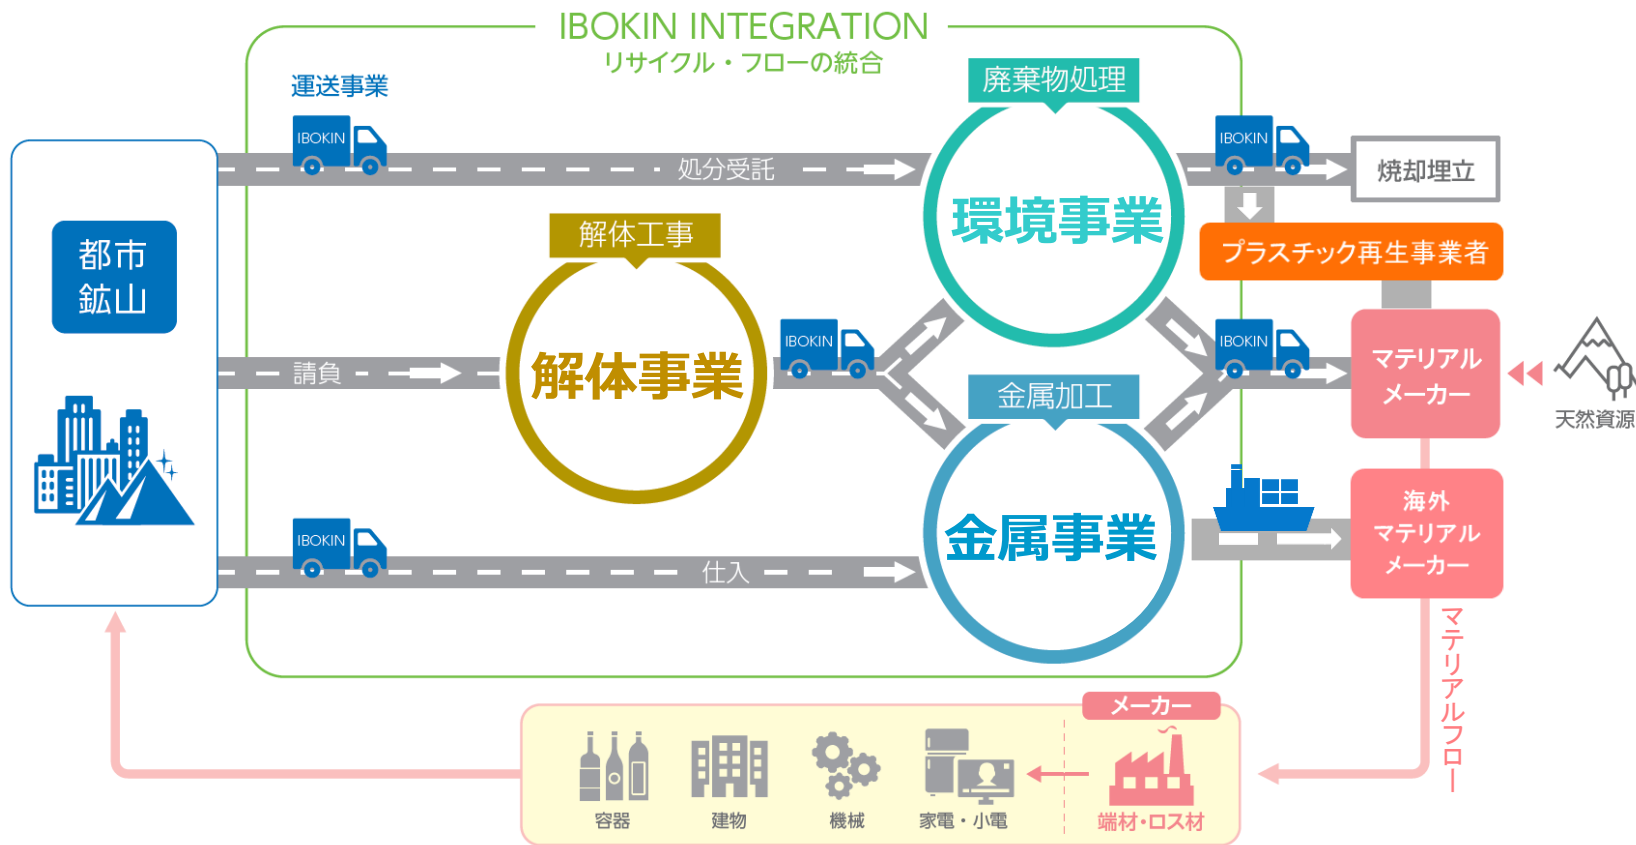 IBOKIN INTEGRATION
リサイクル・フローの統合
運送事業
廃棄物処理
IBOKIN
IBOKIN
処分受託
焼却埋立
環境事業
都市
鉱山
解体工事
プラスチック再生事業者
IBOKIN
IBOKIN
請負
解体事業
マテリアル
メーカー
天然資源
金属加工
海外
マテリアル
メーカー
金属事業
IBOKIN
仕入
マテリアルフロー
メーカー
容器
建物
機械
家電・小電
端材・ロス材